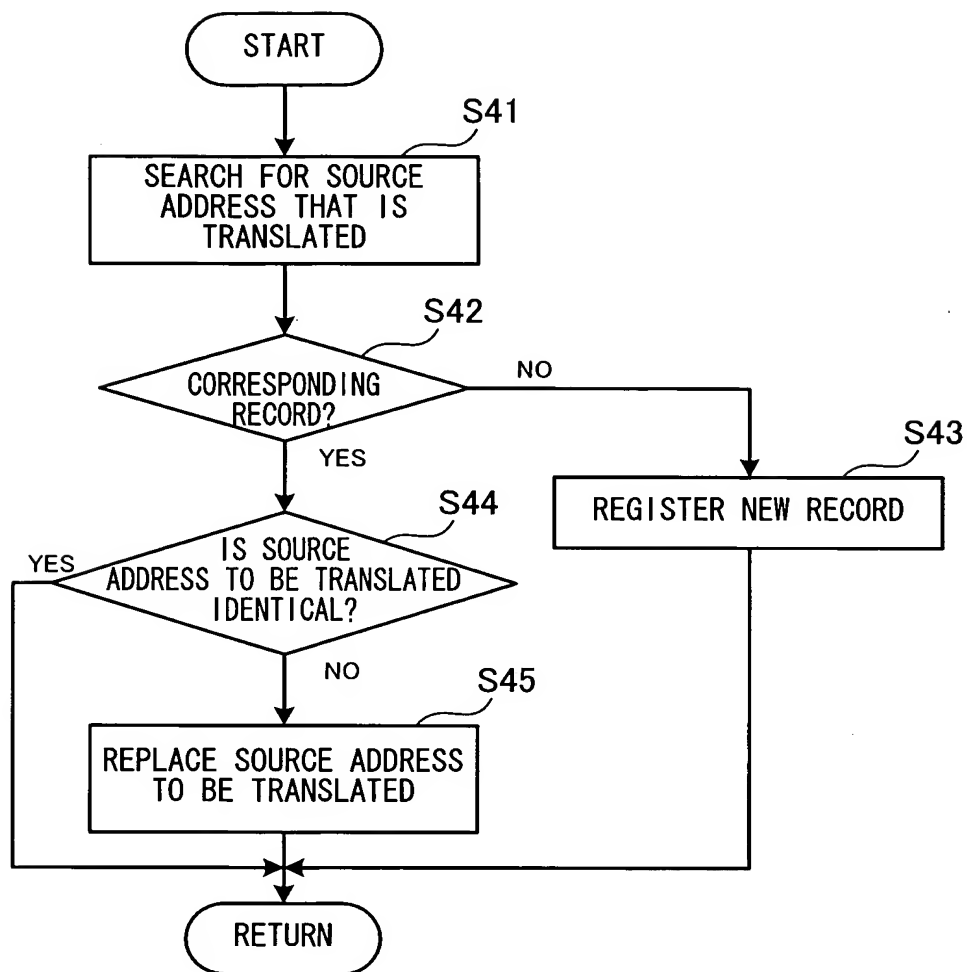 START
S41
SEARCH FOR SOURCE
ADDRESS THAT IS
TRANSLATED
S42
CORRESPONDING
RECORD?
NO
YES
S43
REGISTER NEW RECORD
S44
IS SOURCE
ADDRESS TO BE TRANSLATED
IDENTICAL?
YES
NO
S45
REPLACE SOURCE ADDRESS
TO BE TRANSLATED
RETURN